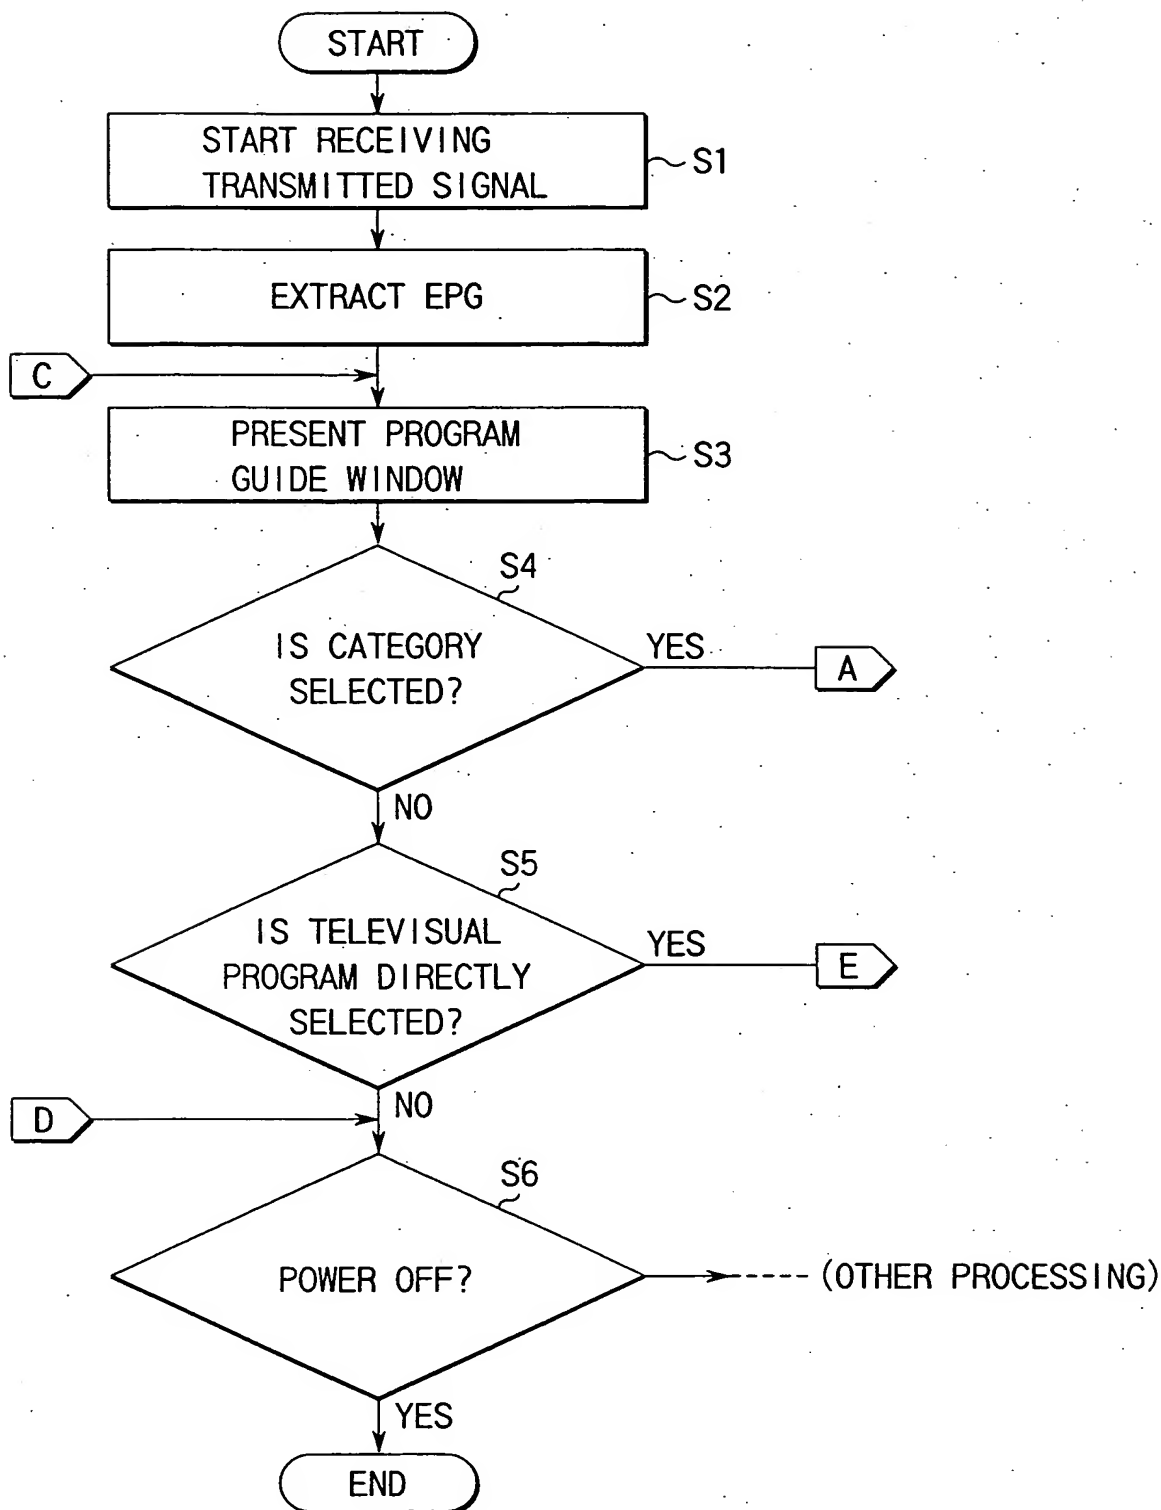 START
START RECEIVING
TRANSMITTED SIGNAL
S1
EXTRACT EPG
S2
C
PRESENT PROGRAM
GUIDE WINDOW
S3
S4
IS CATEGORY
SELECTED?
YES
A
NO
S5
IS TELEVISUAL
PROGRAM DIRECTLY
SELECTED?
YES
E
NO
D
S6
POWER OFF?
(OTHER PROCESSING)
YES
END